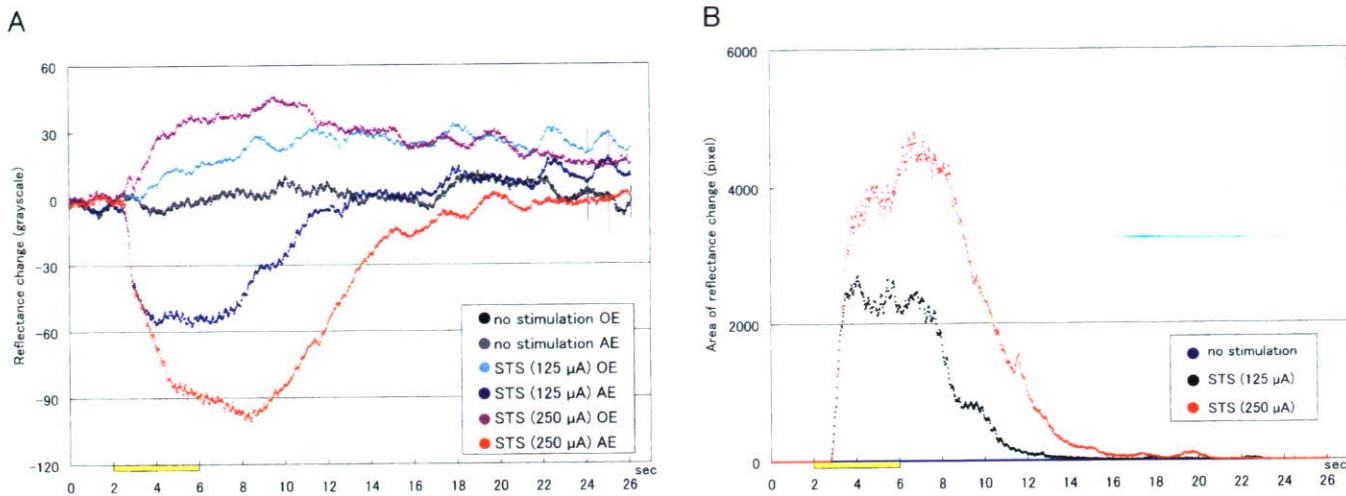 A
60
30
0
-30
-60
-90
-120
Reflectance change (grayscale)
no stimulation OE
no stimulation AE
STS (125 μA) OE
STS (125 μA) AE
STS (250 μA) OE
STS (250 μA) AE
sec
0 2 4 6 8 10 12 14 16 18 20 22 24 26
B
6000
4000
2000
0
Area of reflectance change (pixel)
no stimulation
STS (125 μA)
STS (250 μA)
sec
0 2 4 6 8 10 12 14 16 18 20 22 24 26